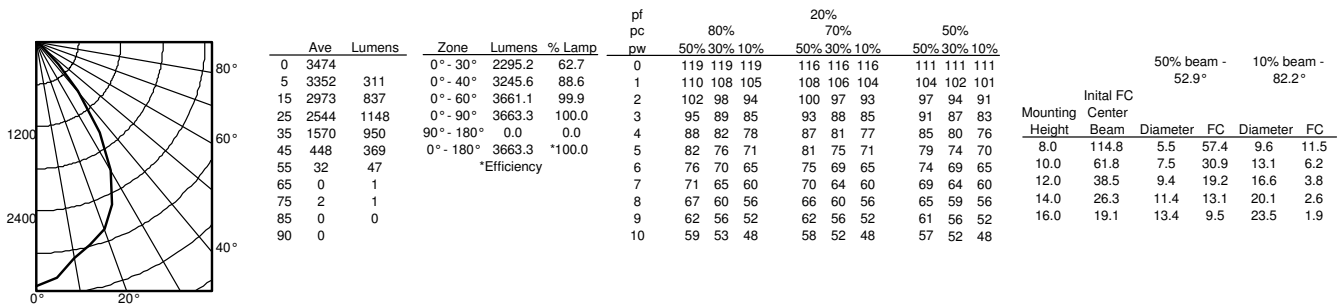 80°
60°
40°
20°
0°
1200
2400
Ave Lumens
0 3474
5 3352 311
15 2973 837
25 2544 1148
35 1570 950
45 448 369
55 32 47
65 0 1
75 2 1
85 0 0
90 0
Zone Lumens % Lamp
0°- 30° 2295.2 62.7
0°- 40° 3245.6 88.6
0°- 60° 3661.1 99.9
0°- 90° 3663.3 100.0
90°- 180° 0.0 0.0
0°- 180° 3663.3 *100.0
*Efficiency
pf 20%
pc 80% 70% 50%
pw 50% 30% 10% 50% 30% 10% 50% 30% 10%
0 119 119 119 116 116 116 111 111 111
1 110 108 105 108 106 104 104 102 101
2 102 98 94 100 97 93 97 94 91
3 95 89 85 93 88 85 91 87 83
4 88 82 78 87 81 77 85 80 76
5 82 76 71 81 75 71 79 74 70
6 76 70 65 75 69 65 74 69 65
7 71 65 60 70 64 60 69 64 60
8 67 60 56 66 60 56 65 59 56
9 62 56 52 62 56 52 61 56 52
10 59 53 48 58 52 48 57 52 48
50% beam - 10% beam -
52.9° 82.2°
Inital FC
Mounting Center
Height Beam Diameter FC Diameter FC
8.0 114.8 5.5 57.4 9.6 11.5
10.0 61.8 7.5 30.9 13.1 6.2
12.0 38.5 9.4 19.2 16.6 3.8
14.0 26.3 11.4 13.1 20.1 2.6
16.0 19.1 13.4 9.5 23.5 1.9